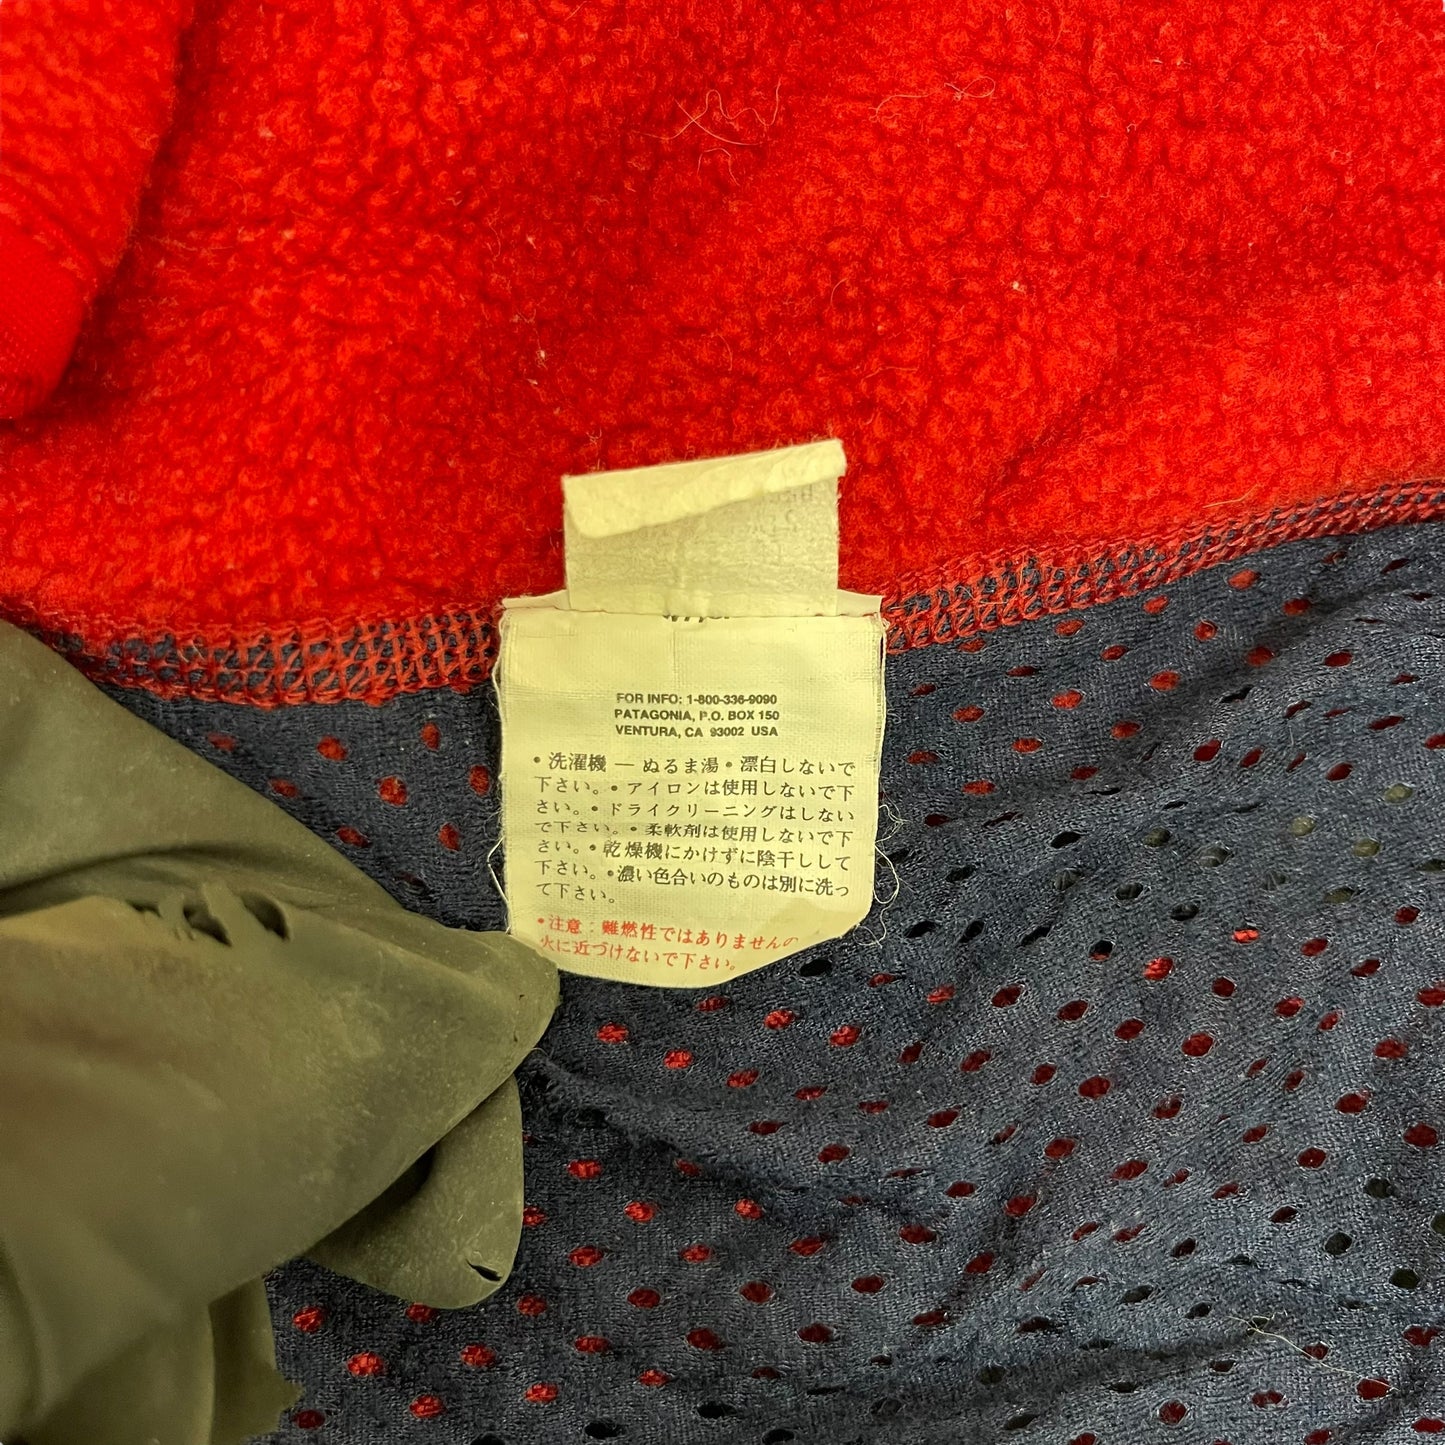 FOR INFO: 1-800-336-9090
PATAGONIA, P.O. BOX 150
VENTURA, CA 93002 USA
•洗濯機 — ぬるま湯•漂白しないで
下さい。•アイロンは使用しないで下
さい。•ドライクリーニングはしない
で下さい。•柔軟剤は使用しないで下
さい。•乾燥機にかけずに陰干しして
下さい。•濃い色合いのものは別に洗っ
て下さい。
•注意：難燃性ではありませんの
火に近づけないで下さい。